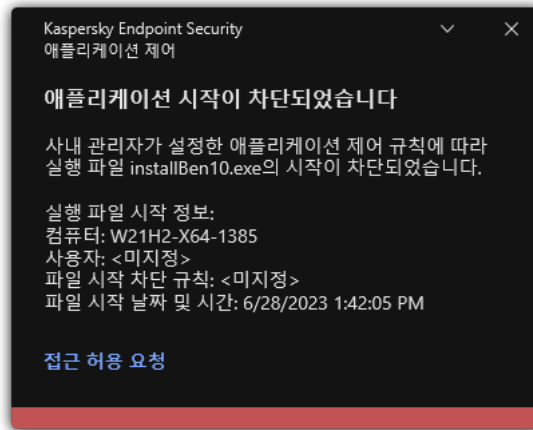 Kaspersky Endpoint Security
애플리케이션 제어
애플리케이션 시작이 차단되었습니다
사내 관리자가 설정한 애플리케이션 제어 규칙에 따라
실행 파일 installBen10.exe의 시작이 차단되었습니다.
실행 파일 시작 정보:
컴퓨터: W21H2-X64-1385
사용자: <미지정>
파일 시작 차단 규칙: <미지정>
파일 시작 날짜 및 시간: 6/28/2023 1:42:05 PM
접근 허용 요청